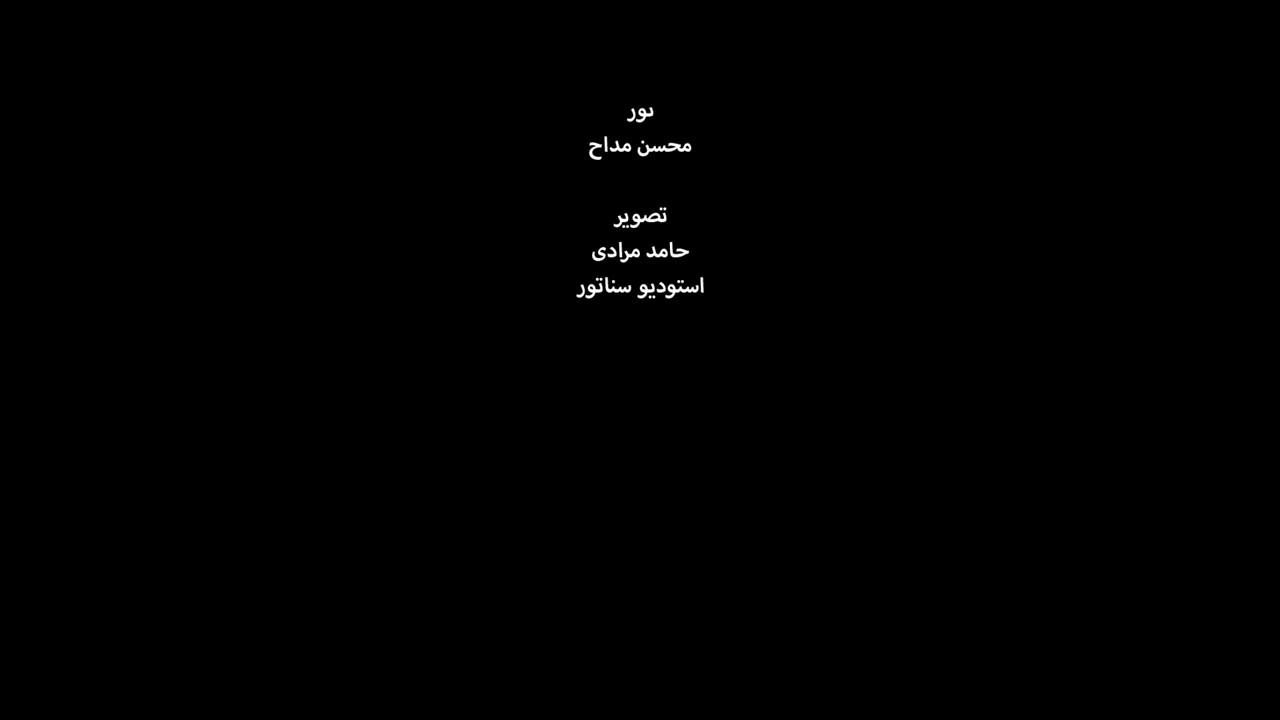 نور
محسن مداح
تصویر
حامد مرادی
استودیو سناتور